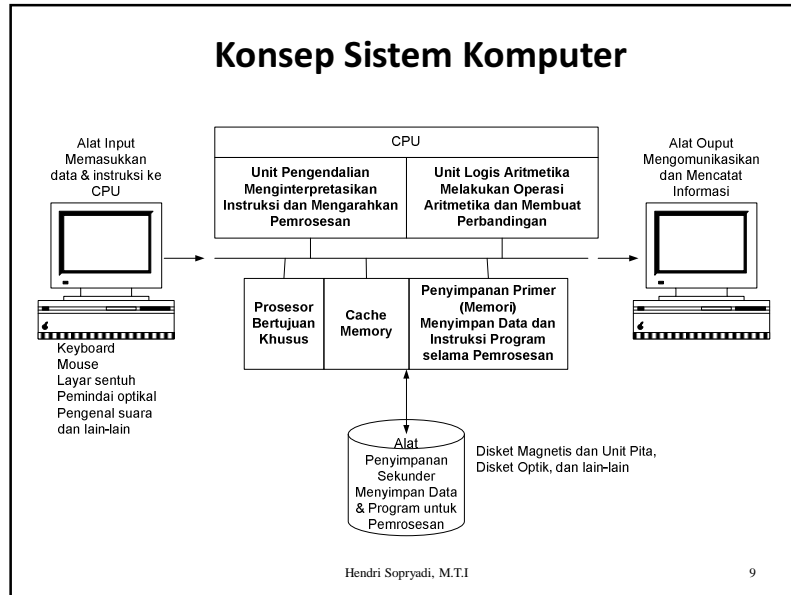 Konsep Sistem Komputer
Alat Input
Memasukkan
data & instruksi ke
CPU
CPU
Unit Pengendalian
Menginterpretasikan
Instruksi dan Mengarahkan
Pemrosesan
Unit Logis Aritmetika
Melakukan Operasi
Aritmetika dan Membuat
Perbandingan
Alat Ouput
Mengomunikasikan
dan Mencatat
Informasi
Prosesor
Bertujuan
Khusus
Cache
Memory
Penyimpanan Primer
(Memori)
Menyimpan Data dan
Instruksi Program
selama Pemrosesan
Keyboard
Mouse
Layar sentuh
Pemindai optikal
Pengenal suara
dan lain-lain
Alat
Penyimpanan
Sekunder
Menyimpan Data
& Program untuk
Pemrosesan
Disket Magnetis dan Unit Pita,
Disket Optik, dan lain-lain
Hendri Sopryadi, M.T.I
9